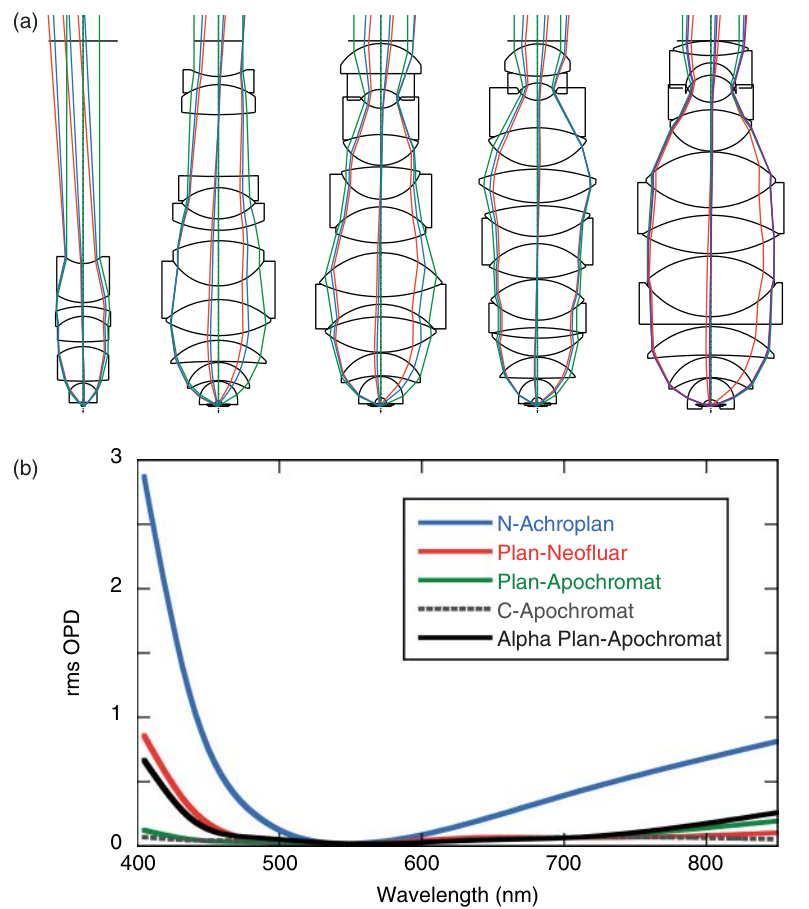 (a)
(b)
3
2
1
0
rms OPD
N-Achroplan
Plan-Neofluar
Plan-Apochromat
C-Apochromat
Alpha Plan-Apochromat
400
500
600
700
800
Wavelength (nm)